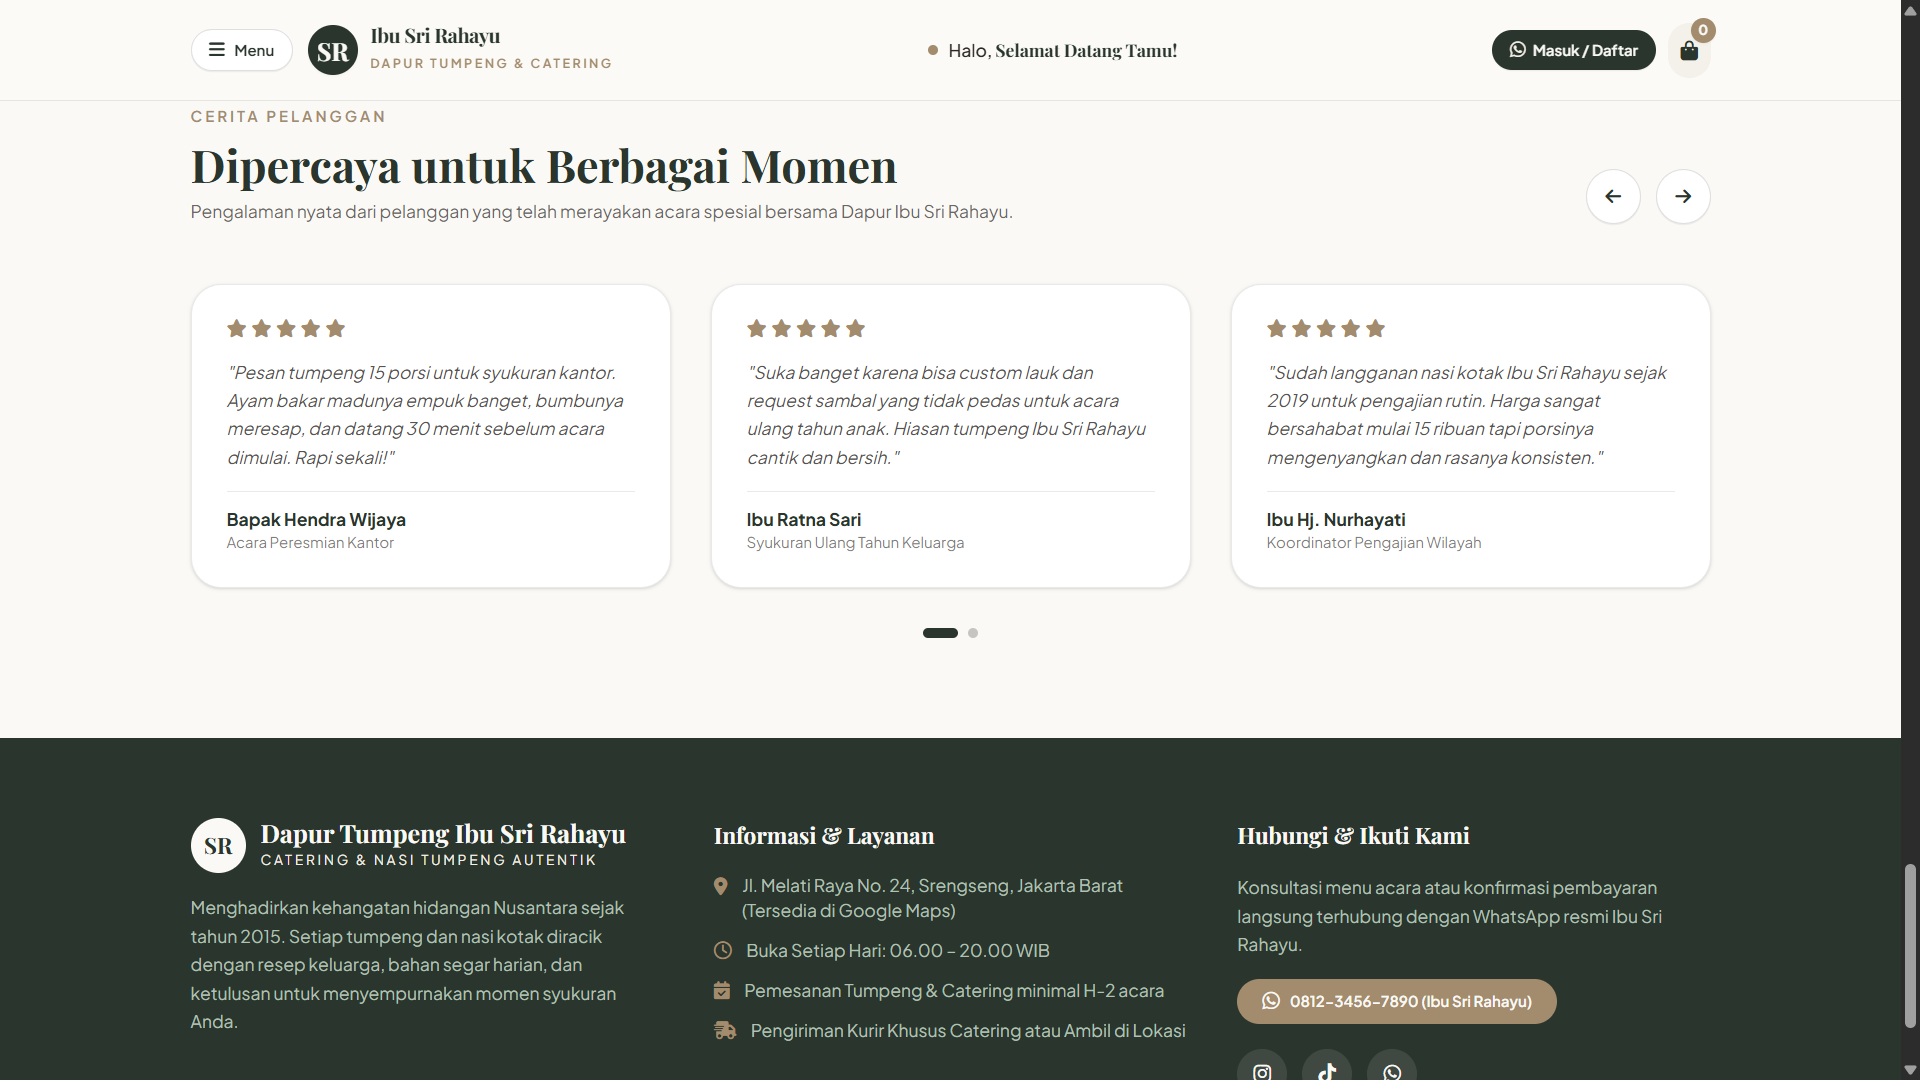 Menu
SR
Ibu Sri Rahayu
DAPUR TUMPENG & CATERING
Halo, Selamat Datang Tamu!
Masuk / Daftar
0
CERITA PELANGGAN
Dipercaya untuk Berbagai Momen
Pengalaman nyata dari pelanggan yang telah merayakan acara spesial bersama Dapur Ibu Sri Rahayu.
"Pesan tumpeng 15 porsi untuk syukuran kantor.
Ayam bakar madunya empuk banget, bumbunya
meresap, dan datang 30 menit sebelum acara
dimulai. Rapi sekali!"
Bapak Hendra Wijaya
Acara Peresmian Kantor
"Suka banget karena bisa custom lauk dan
request sambal yang tidak pedas untuk acara
ulang tahun anak. Hiasan tumpeng Ibu Sri Rahayu
cantik dan bersih."
Ibu Ratna Sari
Syukuran Ulang Tahun Keluarga
"Sudah langganan nasi kotak Ibu Sri Rahayu sejak
2019 untuk pengajian rutin. Harga sangat
bersahabat mulai 15 ribuan tapi porsinya
mengenyangkan dan rasanya konsisten."
Ibu Hj. Nurhayati
Koordinator Pengajian Wilayah
SR
Dapur Tumpeng Ibu Sri Rahayu
CATERING & NASI TUMPENG AUTENTIK
Menghadirkan kehangatan hidangan Nusantara sejak
tahun 2015. Setiap tumpeng dan nasi kotak diracik
dengan resep keluarga, bahan segar harian, dan
ketulusan untuk menyempurnakan momen syukuran
Anda.
Informasi & Layanan
Jl. Melati Raya No. 24, Srengseng, Jakarta Barat
(Tersedia di Google Maps)
Buka Setiap Hari: 06.00 – 20.00 WIB
Pemesanan Tumpeng & Catering minimal H-2 acara
Pengiriman Kurir Khusus Catering atau Ambil di Lokasi
Hubungi & Ikuti Kami
Konsultasi menu acara atau konfirmasi pembayaran
langsung terhubung dengan WhatsApp resmi Ibu Sri
Rahayu.
0812-3456-7890 (Ibu Sri Rahayu)